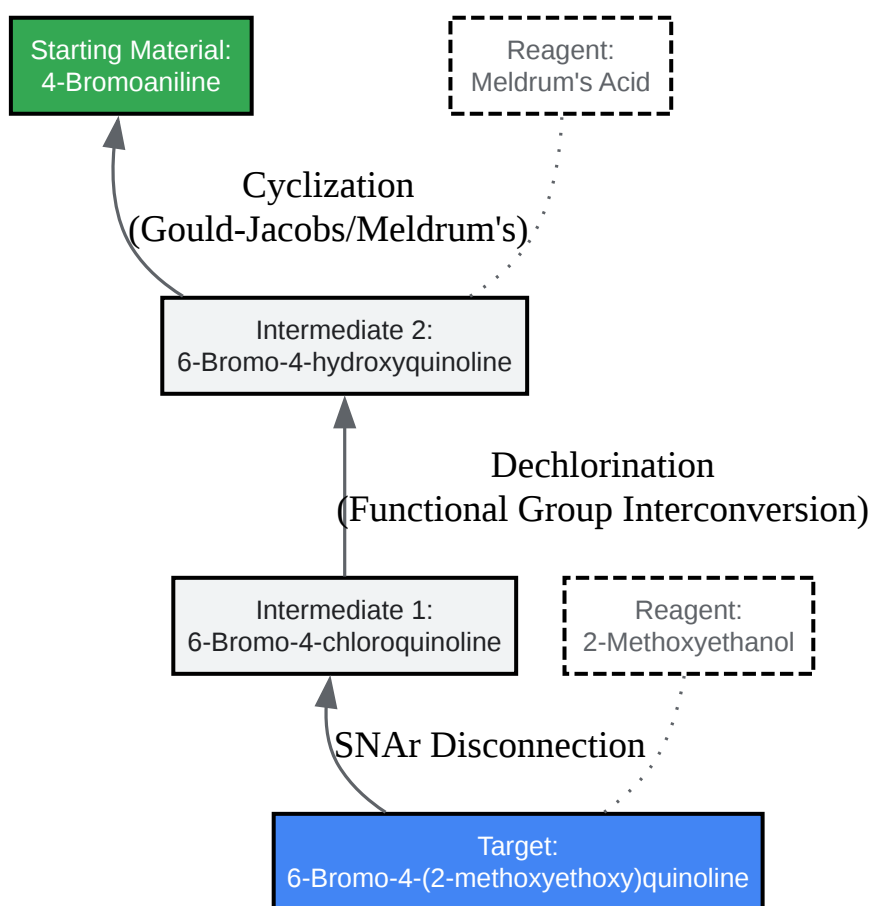 Starting Material:
4-Bromoaniline
Reagent:
Meldrum's Acid
Cyclization
(Gould-Jacobs/Meldrum's)
Intermediate 2:
6-Bromo-4-hydroxyquinoline
Dechlorination
(Functional Group Interconversion)
Intermediate 1:
6-Bromo-4-chloroquinoline
Reagent:
2-Methoxyethanol
SNAr Disconnection
Target:
6-Bromo-4-(2-methoxyethoxy)quinoline